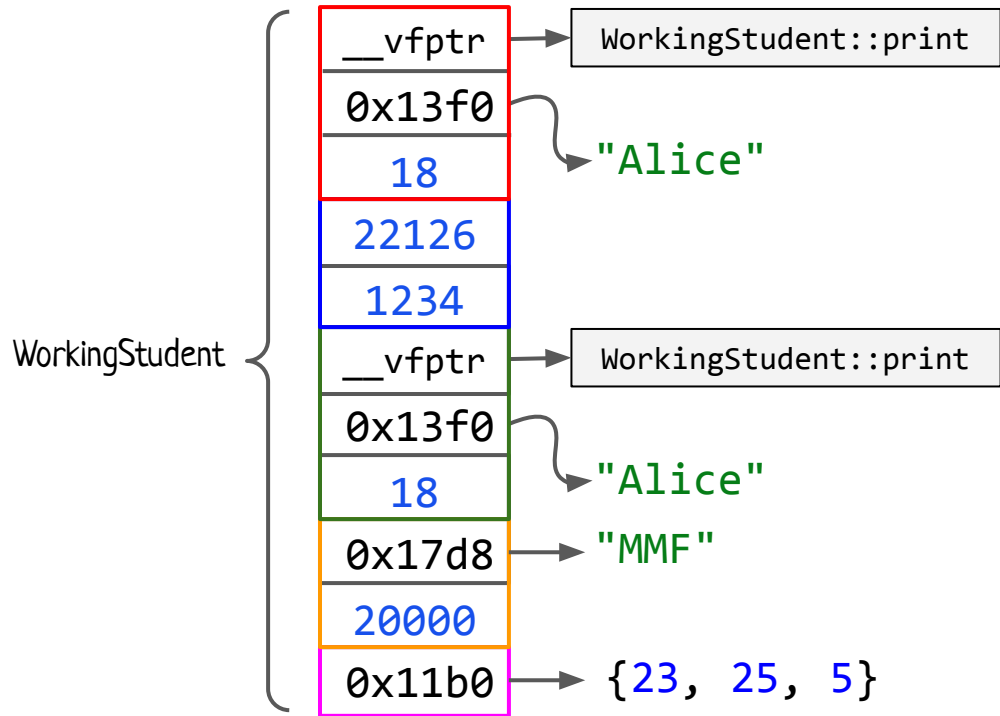 __vfptr
WorkingStudent::print
0x13f0
"Alice"
18
22126
1234
WorkingStudent
__vfptr
WorkingStudent::print
0x13f0
"Alice"
18
0x17d8
"MMF"
20000
0x11b0
{23, 25, 5}